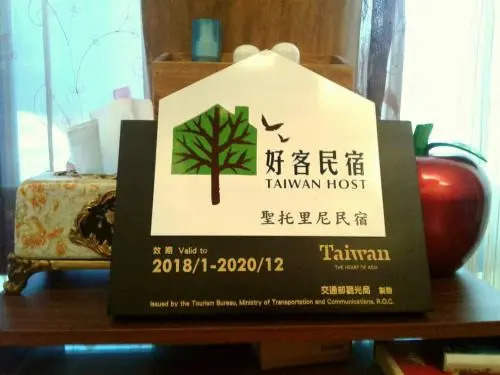 好客民宿
TAIWAN HOST
聖托里尼民宿
效期 Valid to
2018/1-2020/12
Taiwan
THE HEART OF ASIA
交通部觀光局 製發
Issued by the Tourism Bureau, Ministry of Transportation and Communications, R.O.C.